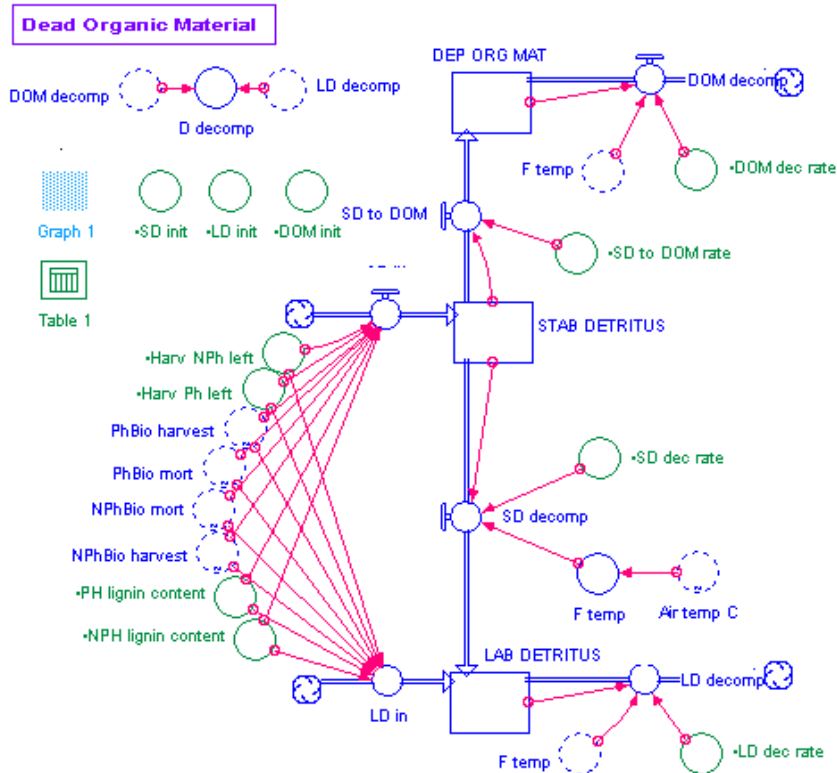 Dead Organic Material
DEP ORG MAT
DOM decomp
LD decomp
D decomp
DOM decomp
F temp
•DOM dec rate
Graph 1
•SD init
•LD init
•DOM init
SD to DOM
•SD to DOM rate
Table 1
STAB DETRITUS
•Harv NPh left
•Harv Ph left
PhBio harvest
PhBio mort
NPhBio mort
NPhBio harvest
•PH lignin content
•NPH lignin content
•SD dec rate
SD decomp
F temp
Air temp C
LAB DETRITUS
LD decomp
LD in
F temp
•LD dec rate